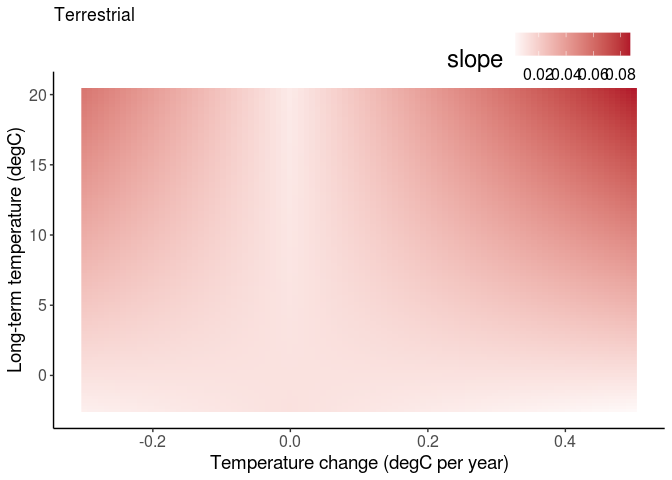 Terrestrial
slope
0.02 0.04 0.06 0.08
Long-term temperature (degC)
20
15
10
5
0
-0.2 0.0 0.2 0.4
Temperature change (degC per year)